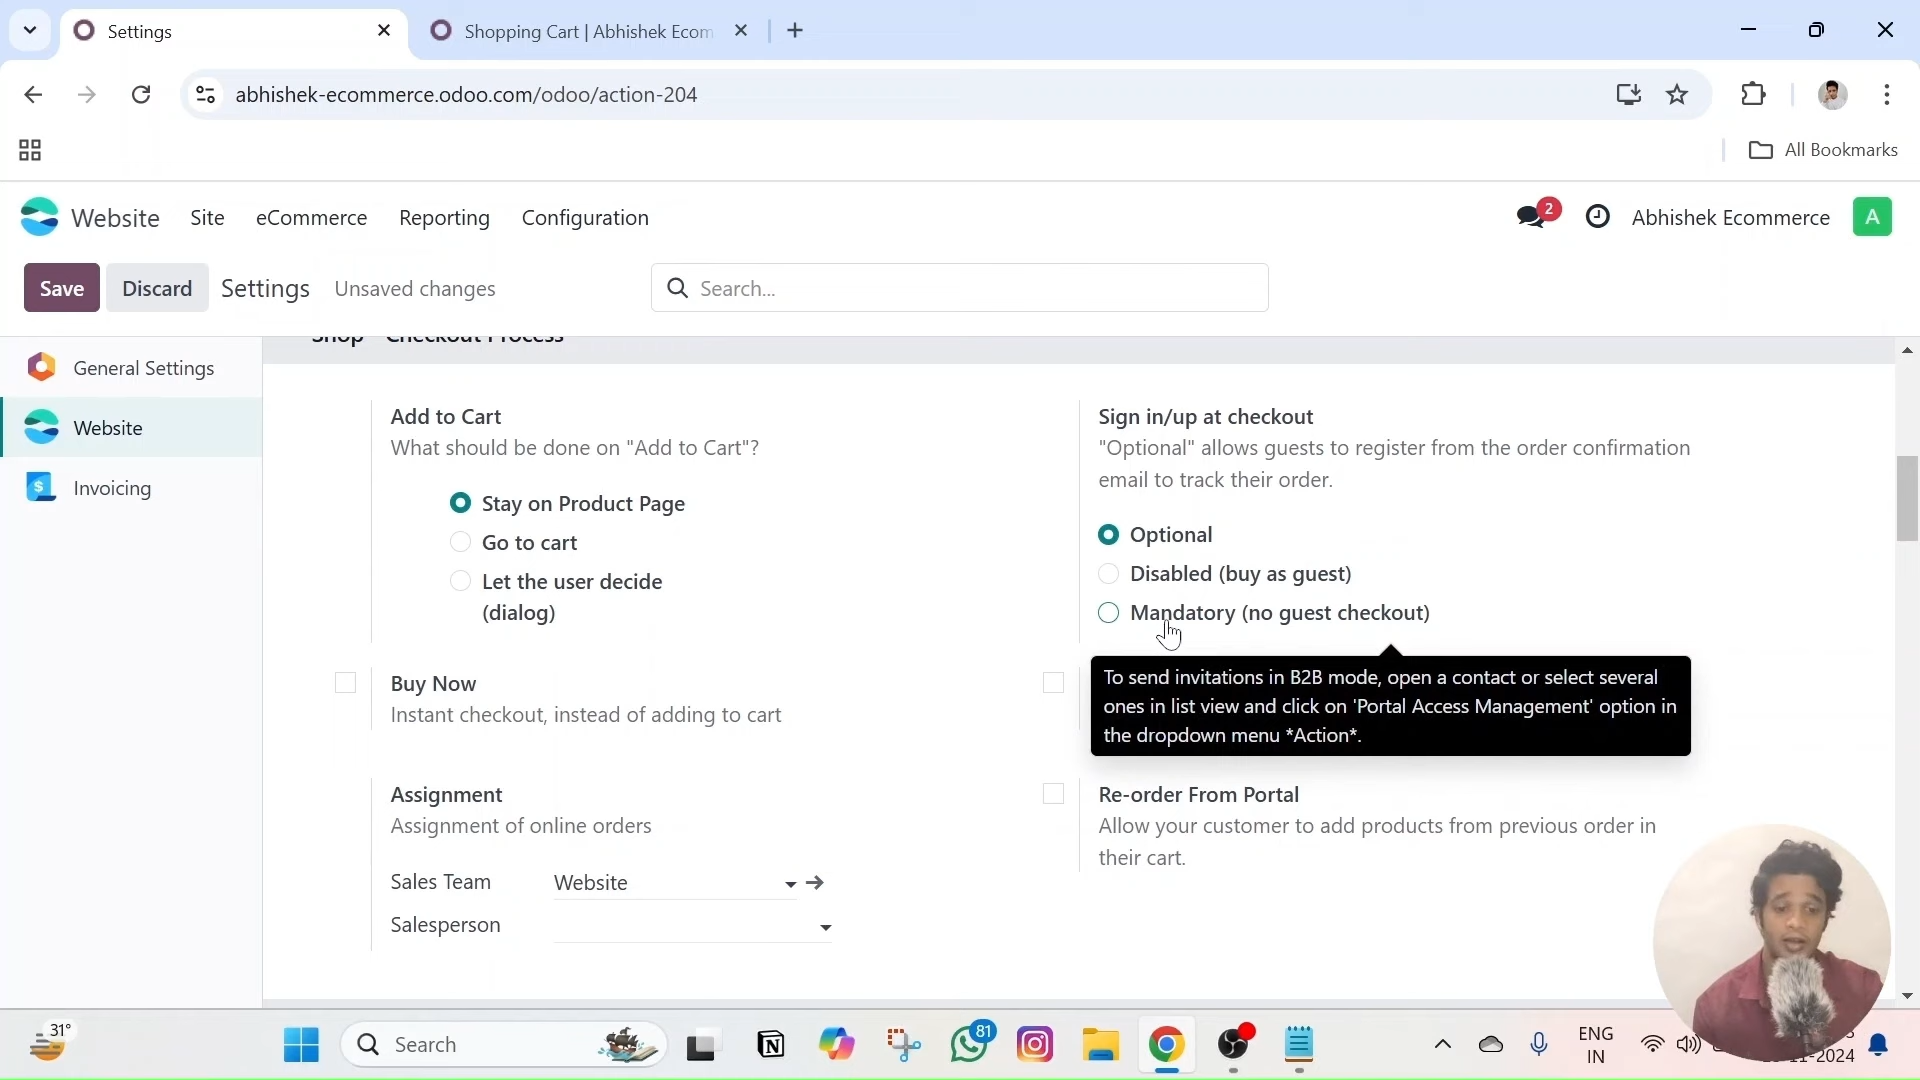 Settings
Shopping Cart | Abhishek Ecom
abhishek-ecommerce.odoo.com/odoo/action-204
All Bookmarks
Website
Site
eCommerce
Reporting
Configuration
2
Abhishek Ecommerce
A
Save
Discard
Settings
Unsaved changes
Search...
Shop - Checkout Process
General Settings
Website
Invoicing
Add to Cart
What should be done on "Add to Cart"?
Stay on Product Page
Go to cart
Let the user decide
(dialog)
Sign in/up at checkout
"Optional" allows guests to register from the order confirmation
email to track their order.
Optional
Disabled (buy as guest)
Mandatory (no guest checkout)
To send invitations in B2B mode, open a contact or select several
ones in list view and click on 'Portal Access Management' option in
the dropdown menu *Action*.
Buy Now
Instant checkout, instead of adding to cart
Assignment
Assignment of online orders
Sales Team
Website
Salesperson
Re-order From Portal
Allow your customer to add products from previous order in
their cart.
31°
Search
81
ENG
IN
-11-2024